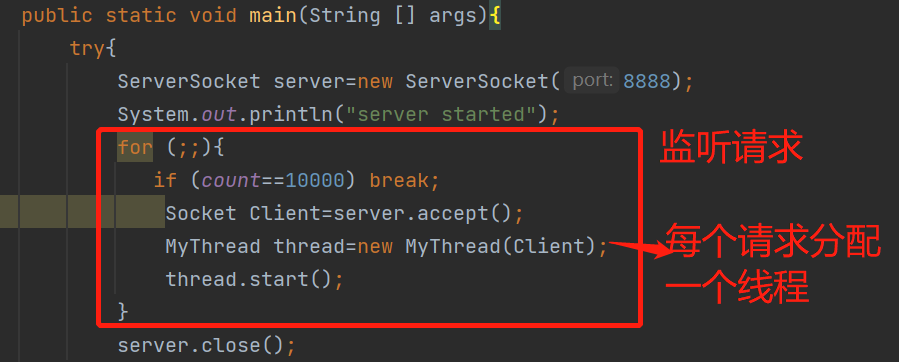 public static void main(String [] args){
try{
ServerSocket server=new ServerSocket( port: 8888);
System.out.println("server started");
for (;;){
监听请求
if (count==10000) break;
Socket Client=server.accept();
MyThread thread=new MyThread(Client);
每个请求分配
一个线程
thread.start();
}
server.close();